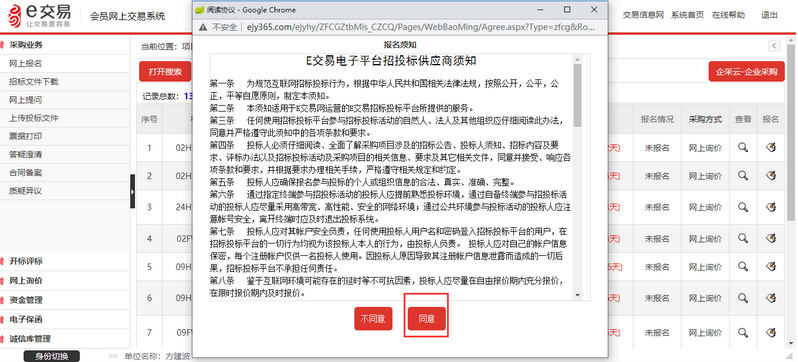 e交易
让交易更容易
会员网上交易系统
交易信息网 系统首页 在线帮助 退出
阅读协议 - Google Chrome
不安全 ejy365.com/ejyhy/ZFCGZtbMis_CZCQ/Pages/WebBaoMing/Agree.aspx?Type=zfcg&Ro...
采购业务
网上报名
招标文件下载
网上提问
上传投标文件
票据打印
答疑澄清
合同备案
质疑异议
开标评标
网上询价
资金管理
电子保函
诚信库管理
身份切换
单位名称：方建波
当前位置：项
打开搜索
企采云-企业采购
记录总数：13
序号
报名情况 采购方式 查看 报名
1 02H 天) 未报名 网上询价
2 02H 未报名 网上询价
3 24H 未报名 网上询价
4 02F 未报名 网上询价
5 09H 未报名 网上询价
6 09H 未报名 网上询价
7 09F 未报名 网上询价
报名须知
E交易电子平台招投标供应商须知
第一条 为规范互联网招标投标行为，根据中华人民共和国相关法律法规，按照公开，公平，公
正，平等自愿原则，制定本须知。
第二条 本须知适用于E交易网运营的E交易招标投标平台所提供的服务。
第三条 任何使用招标投标平台参与招标投标活动的自然人、法人及其他组织应仔细阅读此办法，
同意并严格遵守此须知中的各项条款和要求。
第四条 投标人必须仔细阅读、全面了解采购项目涉及的招标公告、投标人须知、招标内容及要
求、评标办法以及招标投标活动及采购项目的相关信息、要求及其它相关文件，同意并接受、响应各
项条款和要求，并根据要求办理相关手续，严格遵守相关规定和约定。
第五条 投标人应确保报名参与投标的个人或组织信息的合法、真实、准确、完整。
第六条 通过指定终端参与招标投标活动的投标人应提前熟悉投标环境，通过自备终端参与招标投标活
动的投标人应尽量采用高带宽、高性能、安全的网络环境；通过公共环境参与投标活动的投标人应注
意帐号安全，离开终端时应及时退出投标系统。
第七条 投标人应对其帐户安全负责，任何使用投标人用户名和密码登入招标投标平台的用户，在
招标投标平台的一切行为均视为该投标人本人的行为，由投标人负责。 投标人应对自己的帐户信息
保密，每个注册帐户仅供一名投标人使用。因投标人原因导致其注册帐户信息泄露而造成的一切后
果，招标投标平台不承担任何责任。
第八条 鉴于互联网环境可能存在的延时等不可抗因素，投标人应尽量在自由报价期内充分报价，
在限时报价期内及时报价。
不同意
同意